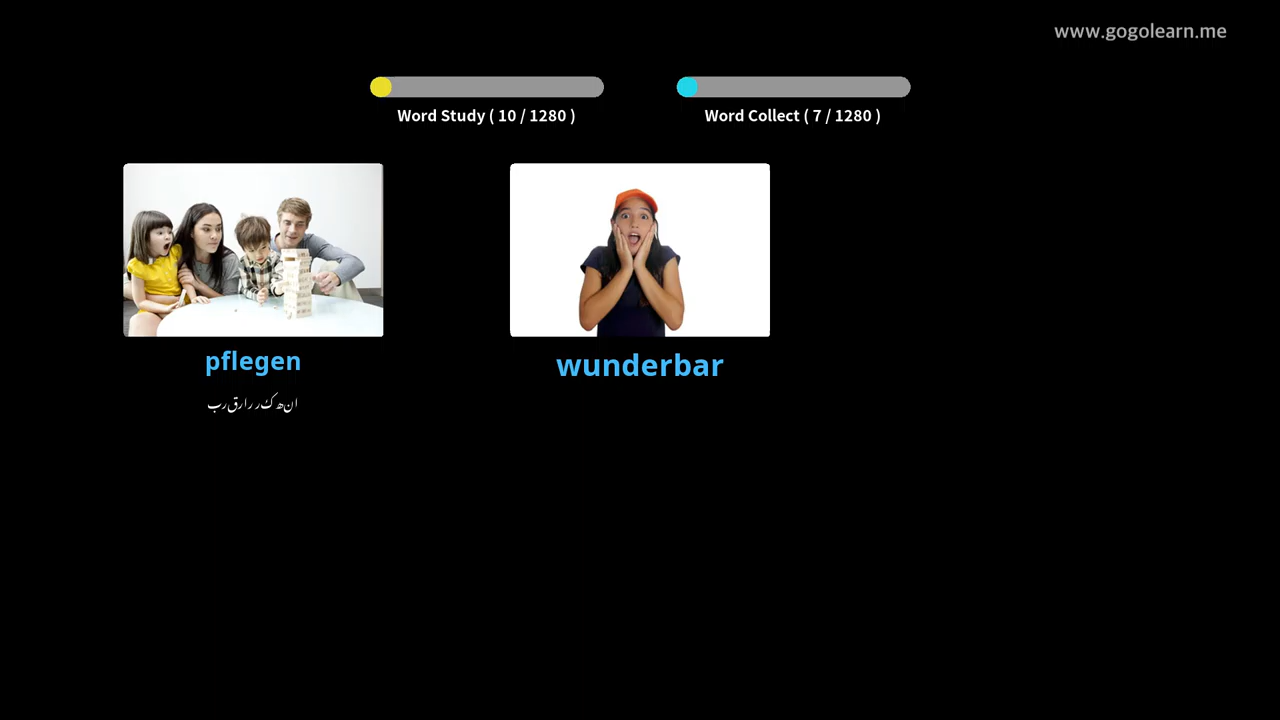 www.gogolearn.me
Word Study ( 10 / 1280 )
Word Collect ( 7 / 1280 )
pflegen
wunderbar
برقرار رکھنا